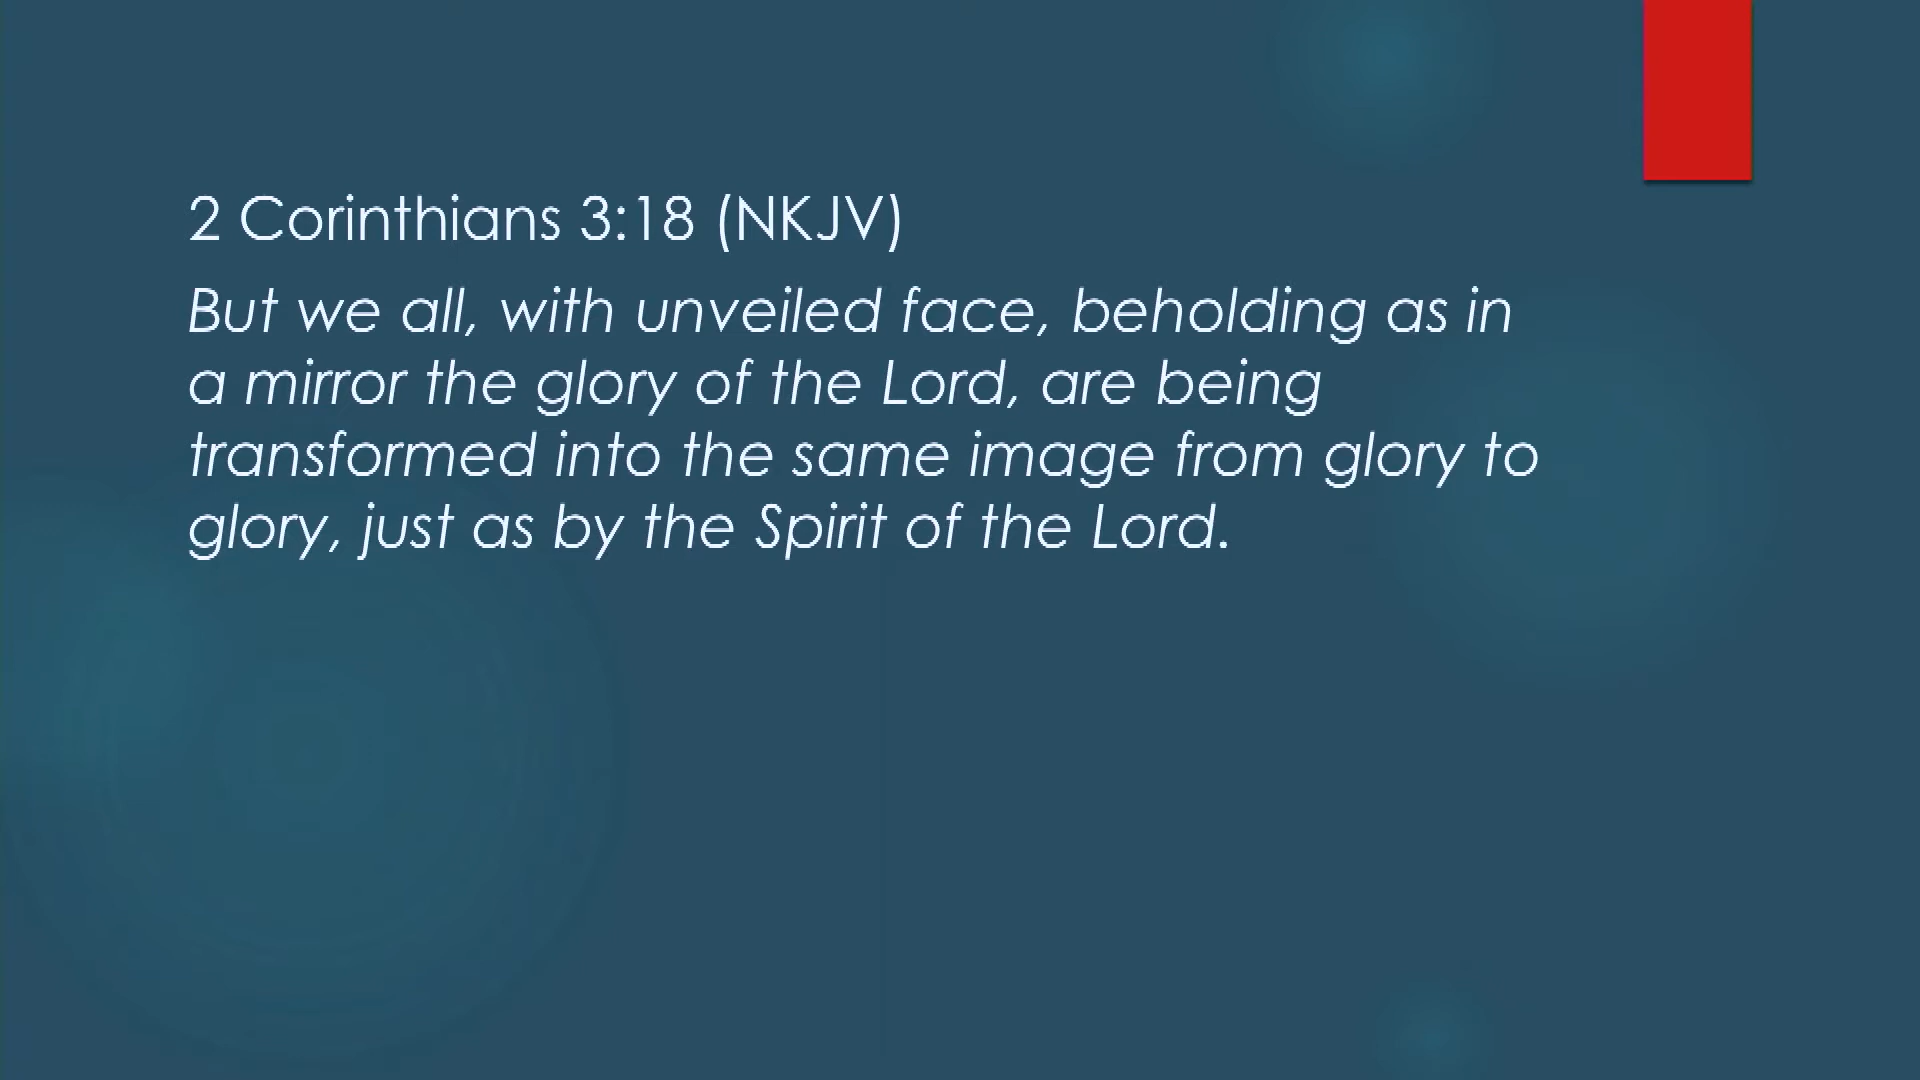 2 Corinthians 3:18 (NKJV)
But we all, with unveiled face, beholding as in
a mirror the glory of the Lord, are being
transformed into the same image from glory to
glory, just as by the Spirit of the Lord.